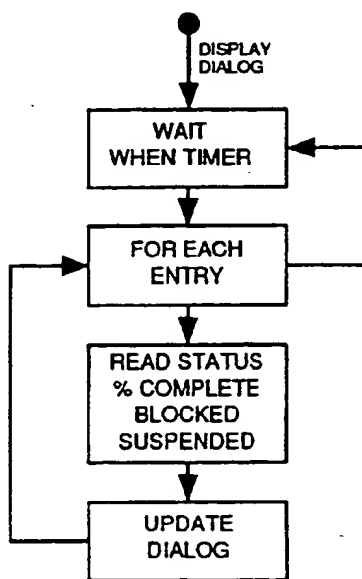 DISPLAY
DIALOG
WAIT
WHEN TIMER
FOR EACH
ENTRY
READ STATUS
% COMPLETE
BLOCKED
SUSPENDED
UPDATE
DIALOG